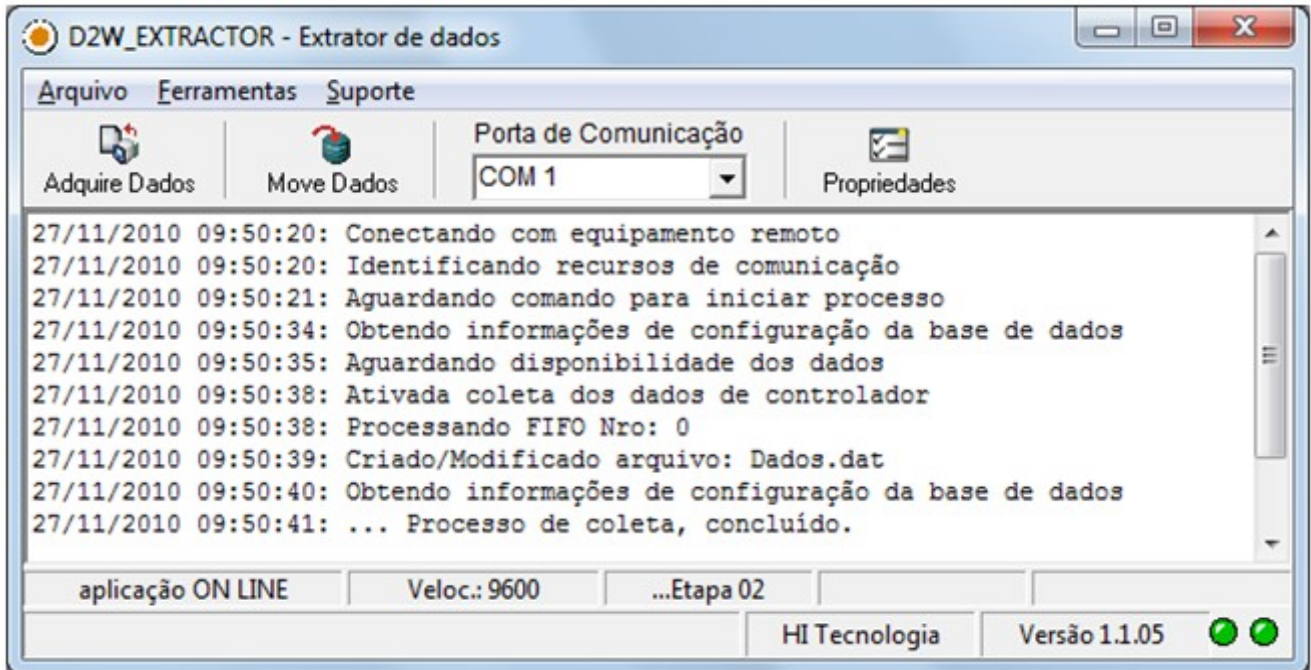 D2W_EXTRACTOR - Extrator de dados
Arquivo Ferramentas Suporte
Porta de Comunicação
Adquire Dados Move Dados COM 1 Propriedades
27/11/2010 09:50:20: Conectando com equipamento remoto
27/11/2010 09:50:20: Identificando recursos de comunicação
27/11/2010 09:50:21: Aguardando comando para iniciar processo
27/11/2010 09:50:34: Obtendo informações de configuração da base de dados
27/11/2010 09:50:35: Aguardando disponibilidade dos dados
27/11/2010 09:50:38: Ativada coleta dos dados de controlador
27/11/2010 09:50:38: Processando FIFO Nro: 0
27/11/2010 09:50:39: Criado/Modificado arquivo: Dados.dat
27/11/2010 09:50:40: Obtendo informações de configuração da base de dados
27/11/2010 09:50:41: ... Processo de coleta, concluído.
aplicação ON LINE Veloc.: 9600 ...Etapa 02
HI Tecnologia Versão 1.1.05